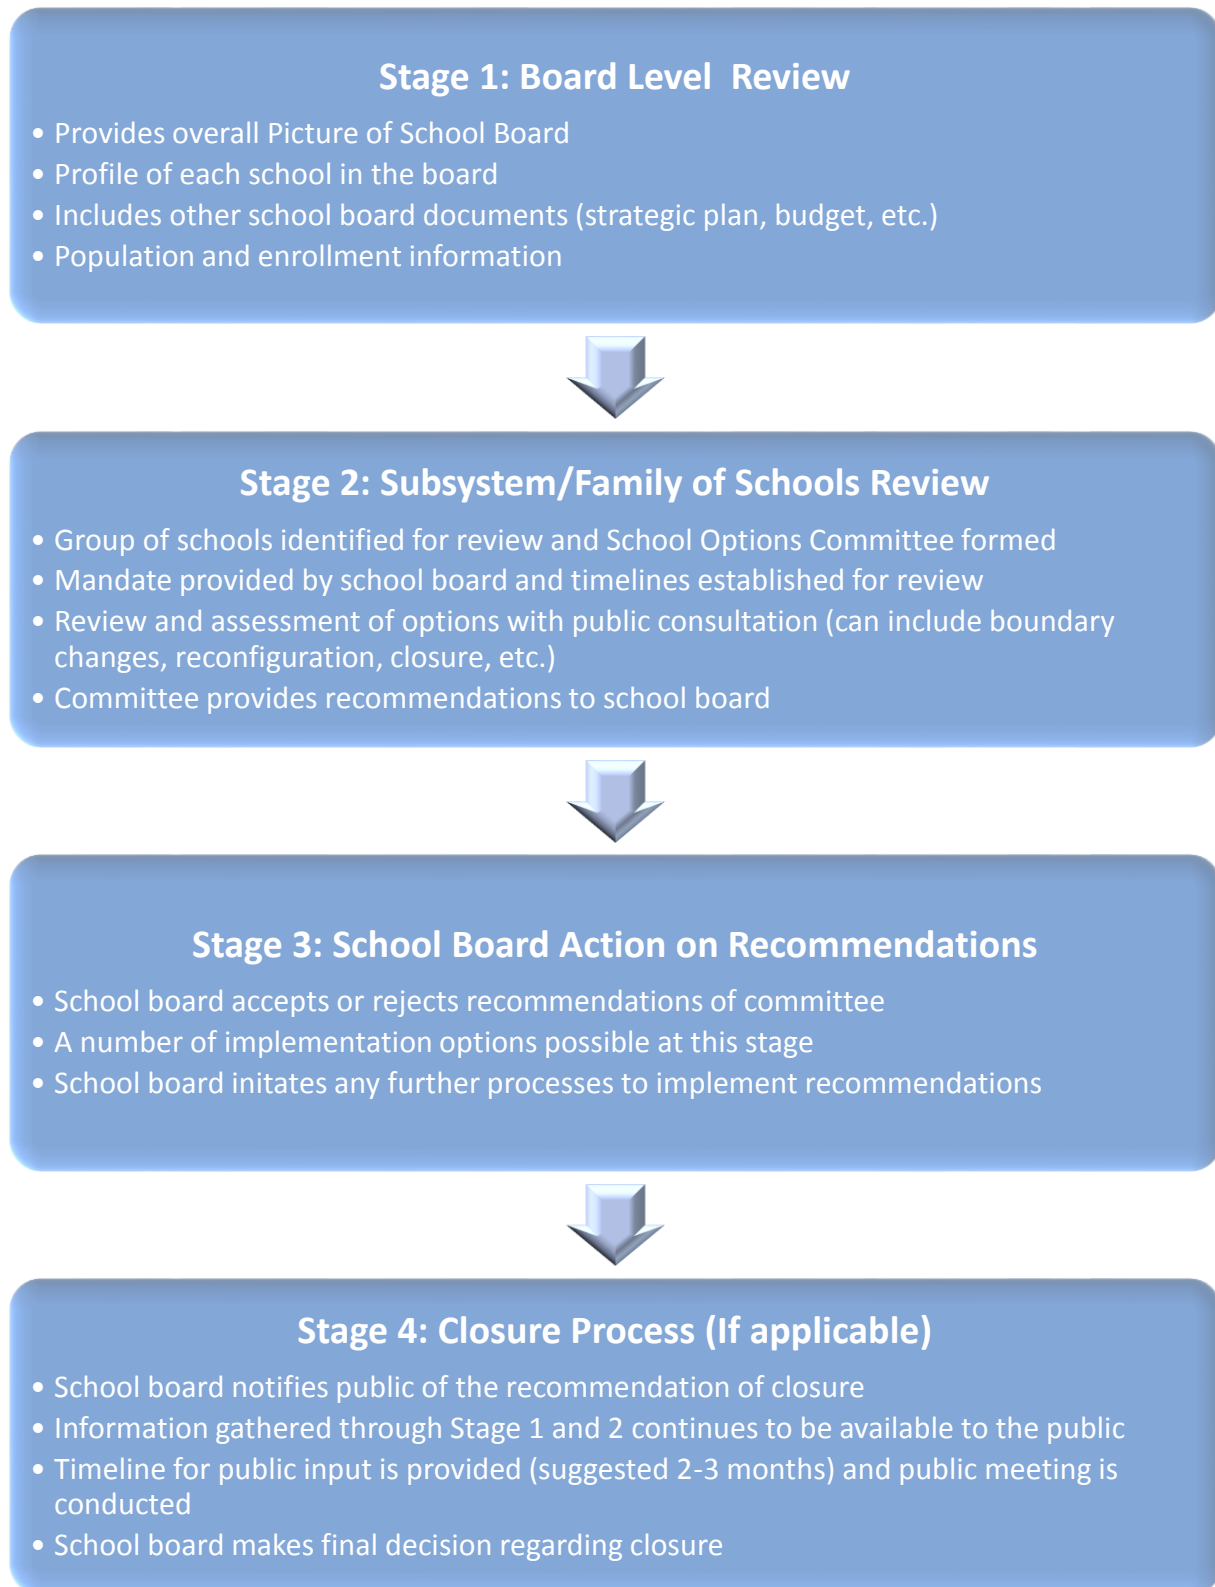 Stage 1: Board Level  Review
• Provides overall Picture of School Board
• Profile of each school in the board
• Includes other school board documents (strategic plan, budget, etc.)
• Population and enrollment information
Stage 2: Subsystem/Family of Schools Review
• Group of schools identified for review and School Options Committee formed
• Mandate provided by school board and timelines established for review
• Review and assessment of options with public consultation (can include boundary
changes, reconfiguration, closure, etc.)
• Committee provides recommendations to school board
Stage 3: School Board Action on Recommendations
• School board accepts or rejects recommendations of committee
• A number of implementation options possible at this stage
• School board initates any further processes to implement recommendations
Stage 4: Closure Process (If applicable)
• School board notifies public of the recommendation of closure
• Information gathered through Stage 1 and 2 continues to be available to the public
• Timeline for public input is provided (suggested 2-3 months) and public meeting is
conducted
• School board makes final decision regarding closure